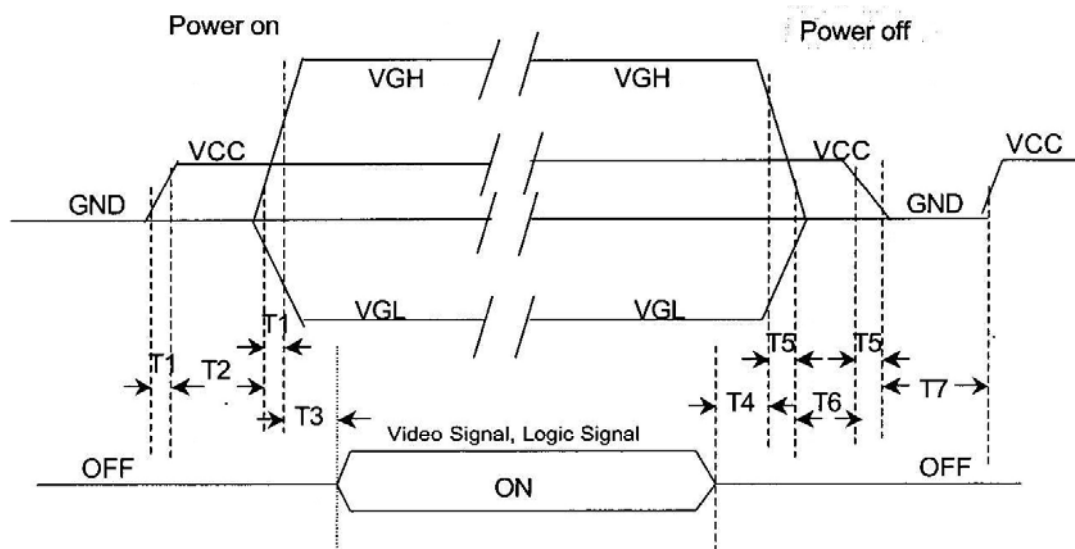 Power on
Power off
VGH
VGH
VCC
VCC
VCC
GND
GND
VGL
VGL
T1
T5
T5
T1
T2
T7
T3
T4
T6
Video Signal, Logic Signal
OFF
ON
OFF